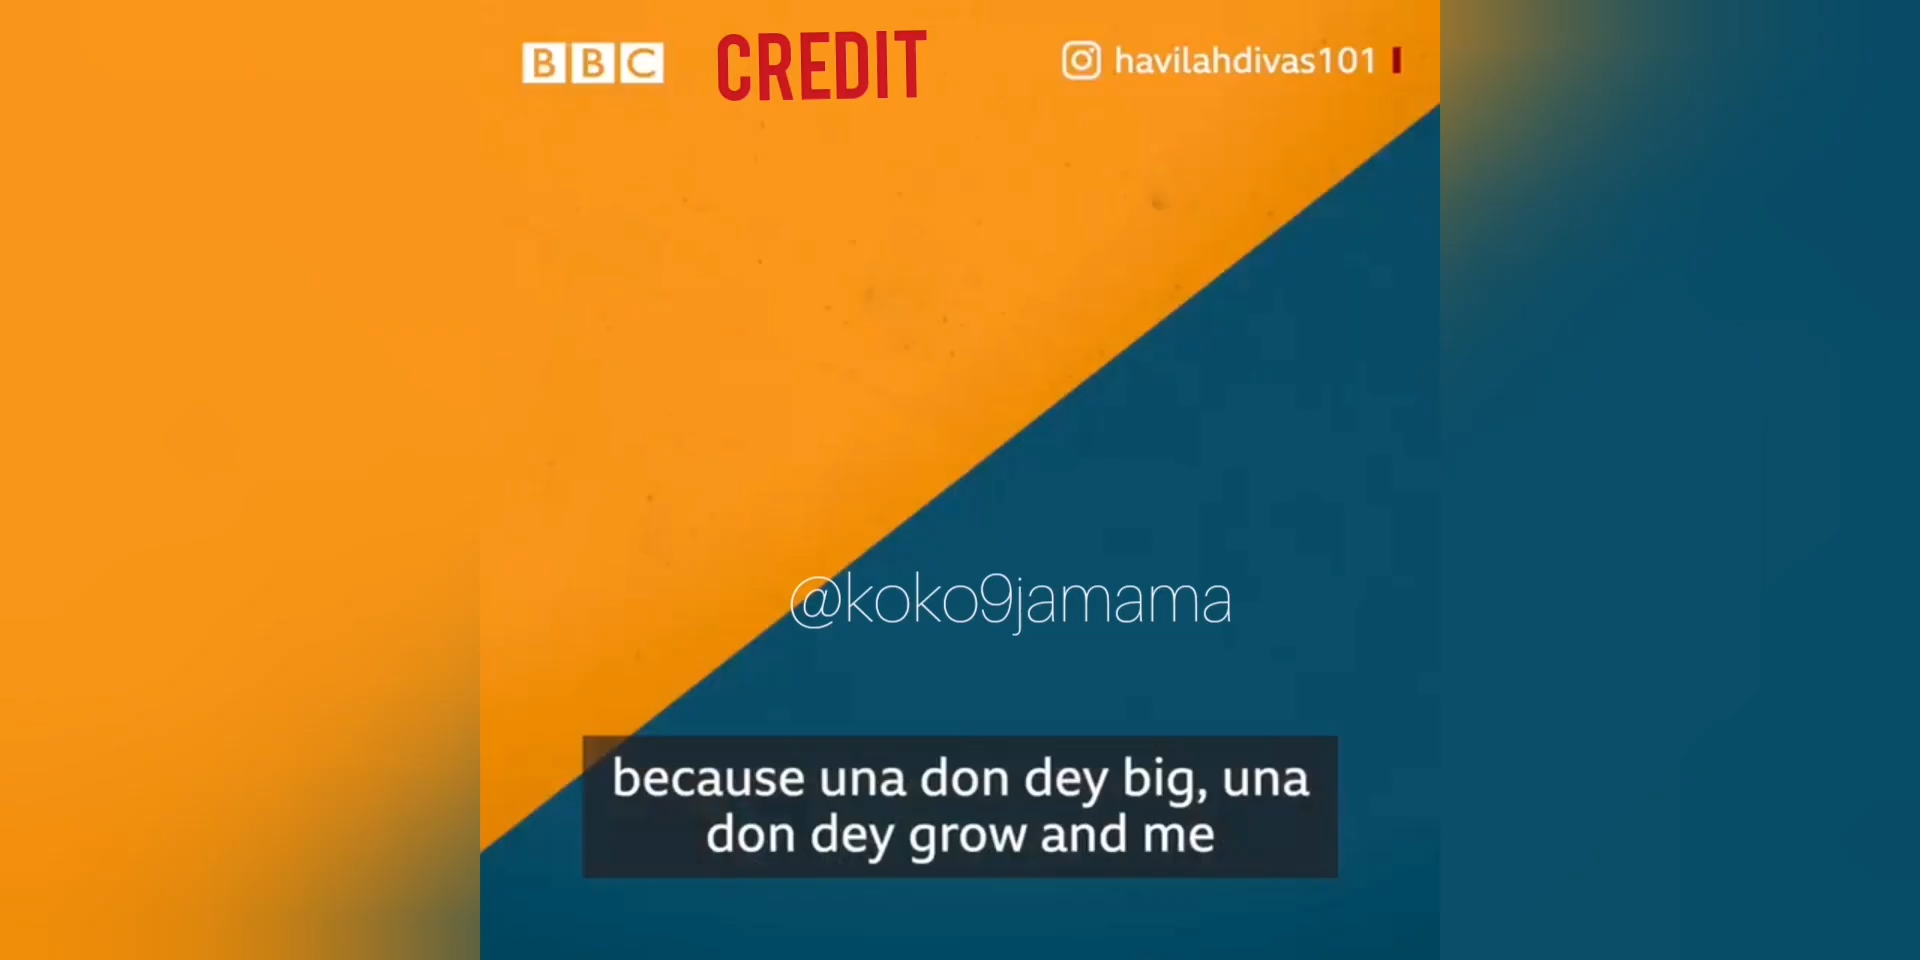 BBC
CREDIT
havilahdivas101
@koko9jamama
because una don dey big, una
don dey grow and me